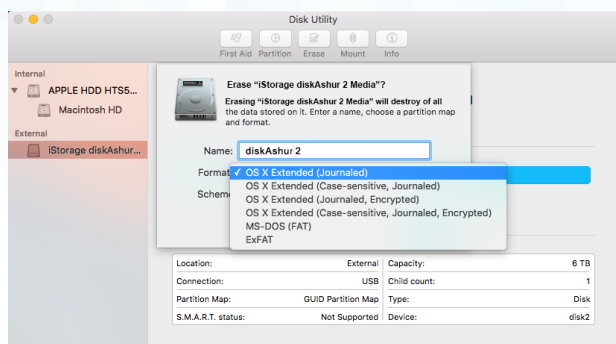 Disk Utility
First Aid Partition Erase Mount Info
Internal
APPLE HDD HTS5...
Macintosh HD
External
iStorage diskAshur...
Erase “iStorage diskAshur 2 Media”?
Erasing “iStorage diskAshur 2 Media” will destroy of all
the data stored on it. Enter a name, choose a partition map
and format.
Name: diskAshur 2
Format ✓ OS X Extended (Journaled)
OS X Extended (Case-sensitive, Journaled)
Scheme
OS X Extended (Journaled, Encrypted)
OS X Extended (Case-sensitive, Journaled, Encrypted)
MS-DOS (FAT)
ExFAT
Location: External Capacity: 6 TB
Connection: USB Child count: 1
Partition Map: GUID Partition Map Type: Disk
S.M.A.R.T. status: Not Supported Device: disk2